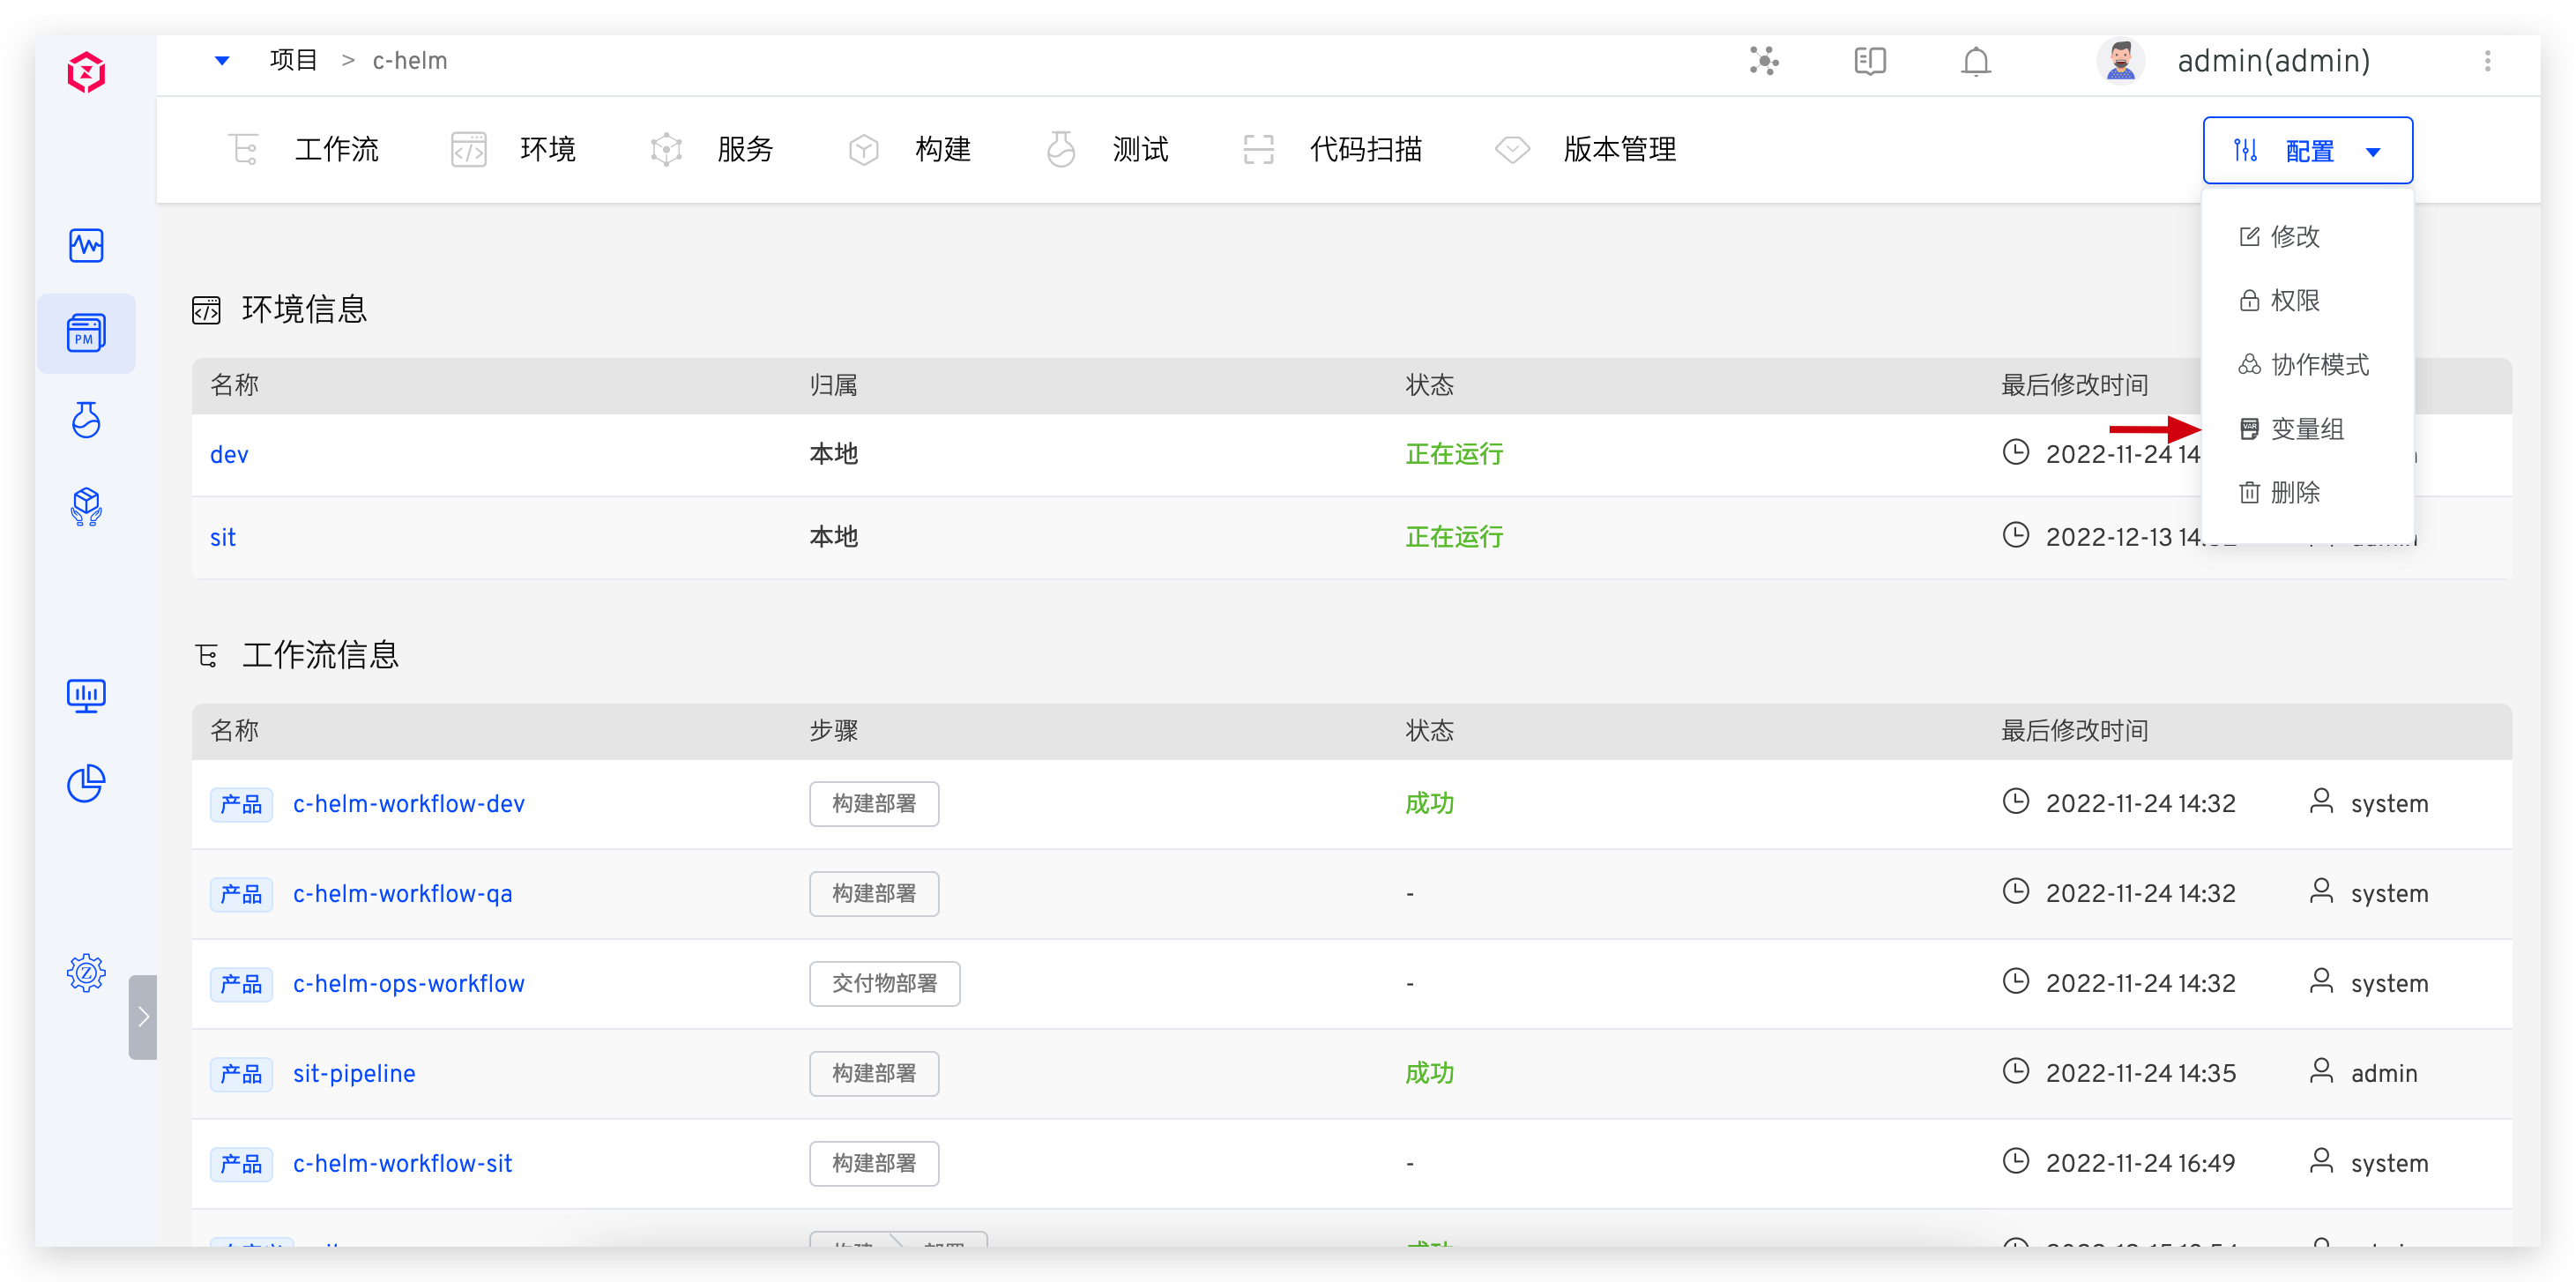 项目 > c-helm admin(admin)
工作流 环境 服务 构建 测试 代码扫描 版本管理 配置
修改
权限
协作模式
变量组
删除
PM
环境信息
名称 归属 状态 最后修改时间
dev 本地 正在运行 2022-11-24 14
sit 本地 正在运行 2022-12-13 14
工作流信息
名称 步骤 状态 最后修改时间
产品 c-helm-workflow-dev 构建部署 成功 2022-11-24 14:32 system
产品 c-helm-workflow-qa 构建部署 - 2022-11-24 14:32 system
产品 c-helm-ops-workflow 交付物部署 - 2022-11-24 14:32 system
产品 sit-pipeline 构建部署 成功 2022-11-24 14:35 admin
产品 c-helm-workflow-sit 构建部署 - 2022-11-24 16:49 system